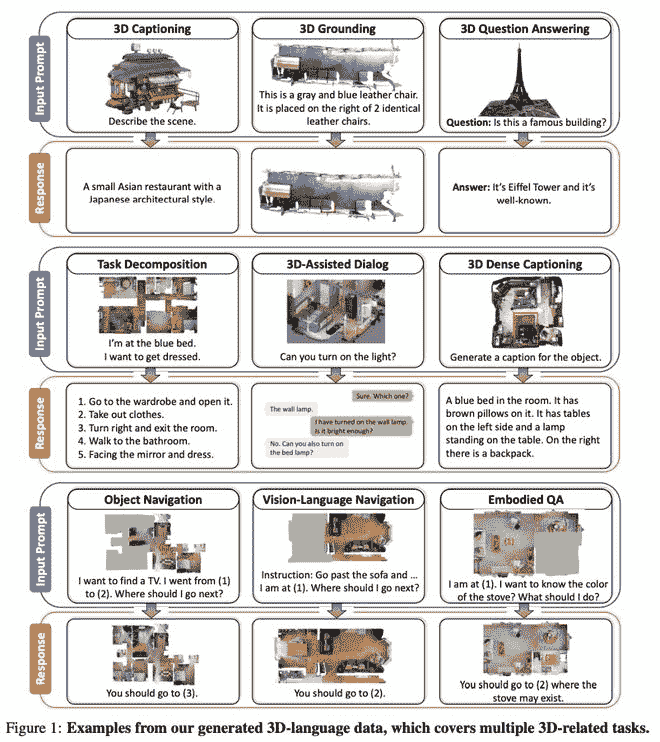 3D Captioning
3D Grounding
3D Question Answering
Input Prompt
Describe the scene.
This is a gray and blue leather chair.
It is placed on the right of 2 identical
leather chairs.
Question: Is this a famous building?
Response
A small Asian restaurant with a
Japanese architectural style.
Answer: It's Eiffel Tower and it's
well-known.
Task Decomposition
3D-Assisted Dialog
3D Dense Captioning
Input Prompt
I'm at the blue bed.
I want to get dressed.
Can you turn on the light?
Generate a caption for the object.
Response
1. Go to the wardrobe and open it.
2. Take out clothes.
3. Turn right and exit the room.
4. Walk to the bathroom.
5. Facing the mirror and dress.
Sure. Which one?
The wall lamp.
I have turned on the wall lamp.
Is it bright enough?
No. Can you also turn on
the bed lamp?
A blue bed in the room. It has
brown pillows on it. It has tables
on the left side and a lamp
standing on the table. On the right
there is a backpack.
Object Navigation
Vision-Language Navigation
Embodied QA
Input Prompt
I want to find a TV. I went from (1)
to (2). Where should I go next?
Instruction: Go past the sofa and ...
I am at (1). Where should I go next?
I am at (1). I want to know the color
of the stove? What should I do?
Response
You should go to (3).
You should go to (2).
You should go to (2) where the
stove may exist.
Figure 1: Examples from our generated 3D-language data, which covers multiple 3D-related tasks.